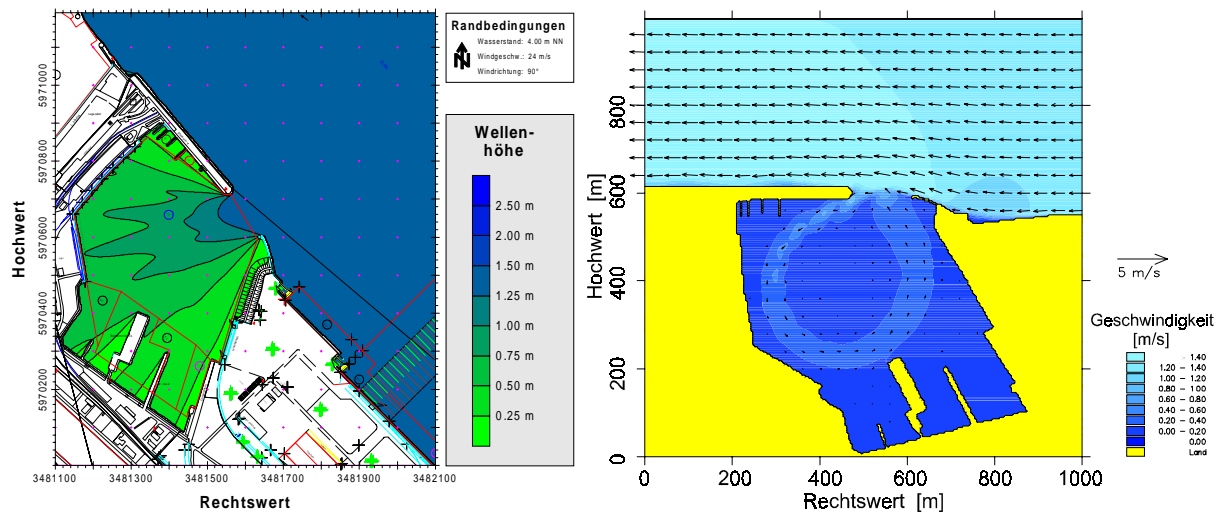 Randbedingungen
Wasserstand: 4.00 m NN
Windgeschw.: 24 m/s
Windrichtung: 90°
N
Wellen-
höhe
2.50 m
2.00 m
1.50 m
1.25 m
1.00 m
0.75 m
0.50 m
0.25 m
Hochwert
5971000
5970800
5970600
5970400
5970200
3481100
3481300
3481500
3481700
3481900
3482100
Rechtswert
Hochwert [m]
800
600
400
200
0
0
200
400
600
800
1000
Rechtswert [m]
5 m/s
Geschwindigkeit
[m/s]
1.20 - 1.40
1.00 - 1.20
0.80 - 1.00
0.60 - 0.80
0.40 - 0.60
0.20 - 0.40
0.00 - 0.20
0.00
Land